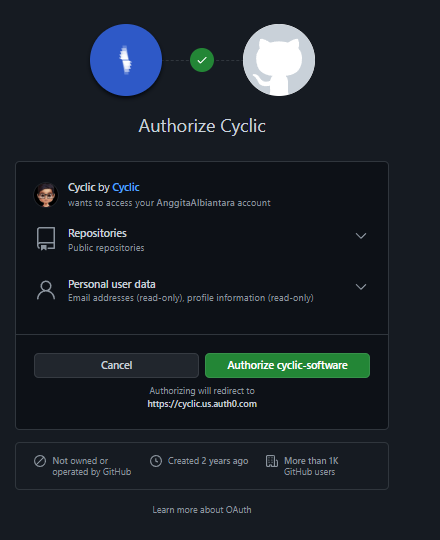 Authorize Cyclic
Cyclic by Cyclic
wants to access your AnggitaAlbiantara account
Repositories
Public repositories
Personal user data
Email addresses (read-only), profile information (read-only)
Cancel
Authorize cyclic-software
Authorizing will redirect to
https://cyclic.us.auth0.com
Not owned or
operated by GitHub
Created 2 years ago
More than 1K
GitHub users
Learn more about OAuth